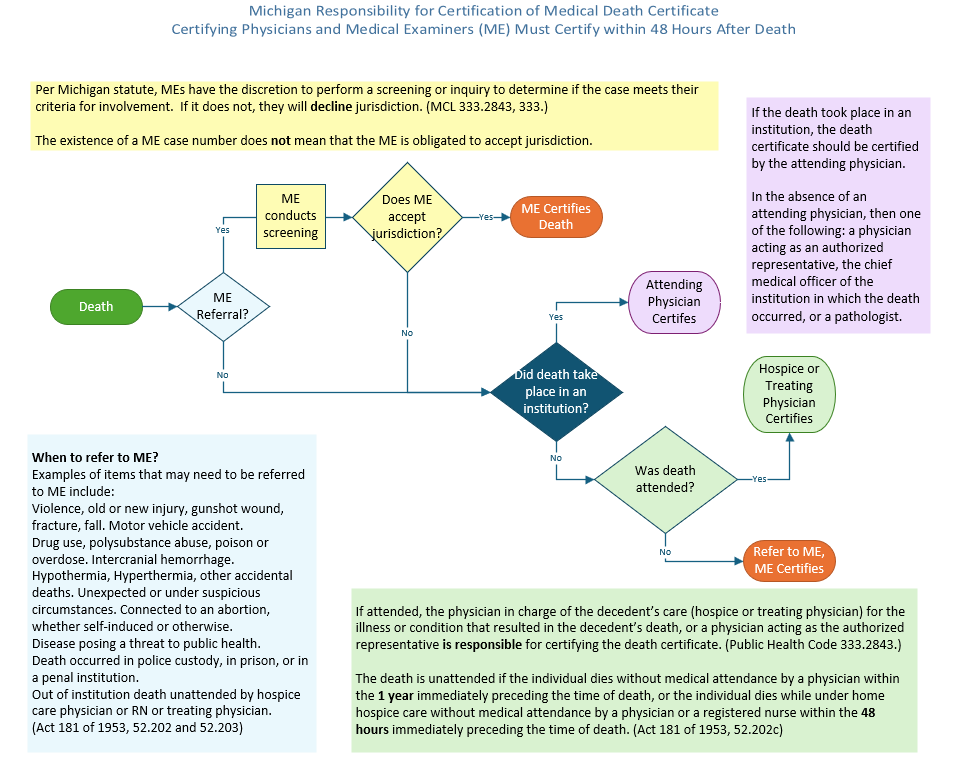 Michigan Responsibility for Certification of Medical Death Certificate
Certifying Physicians and Medical Examiners (ME) Must Certify within 48 Hours After Death
Per Michigan statute, MEs have the discretion to perform a screening or inquiry to determine if the case meets their
criteria for involvement.  If it does not, they will decline jurisdiction. (MCL 333.2843, 333.)
The existence of a ME case number does not mean that the ME is obligated to accept jurisdiction.
If the death took place in an
institution, the death
certificate should be certified
by the attending physician.
In the absence of an
attending physician, then one
of the following: a physician
acting as an authorized
representative, the chief
medical officer of the
institution in which the death
occurred, or a pathologist.
Death
ME
Referral?
Yes
No
ME
conducts
screening
Does ME
accept
jurisdiction?
Yes
No
ME Certifies
Death
Did death take
place in an
institution?
Yes
No
Attending
Physician
Certifes
Was death
attended?
Yes
No
Hospice or
Treating
Physician
Certifies
Refer to ME,
ME Certifies
When to refer to ME?
Examples of items that may need to be referred
to ME include:
Violence, old or new injury, gunshot wound,
fracture, fall. Motor vehicle accident.
Drug use, polysubstance abuse, poison or
overdose. Intercranial hemorrhage.
Hypothermia, Hyperthermia, other accidental
deaths. Unexpected or under suspicious
circumstances. Connected to an abortion,
whether self-induced or otherwise.
Disease posing a threat to public health.
Death occurred in police custody, in prison, or in
a penal institution.
Out of institution death unattended by hospice
care physician or RN or treating physician.
(Act 181 of 1953, 52.202 and 52.203)
If attended, the physician in charge of the decedent's care (hospice or treating physician) for the
illness or condition that resulted in the decedent's death, or a physician acting as the authorized
representative is responsible for certifying the death certificate. (Public Health Code 333.2843.)
The death is unattended if the individual dies without medical attendance by a physician within
the 1 year immediately preceding the time of death, or the individual dies while under home
hospice care without medical attendance by a physician or a registered nurse within the 48
hours immediately preceding the time of death. (Act 181 of 1953, 52.202c)